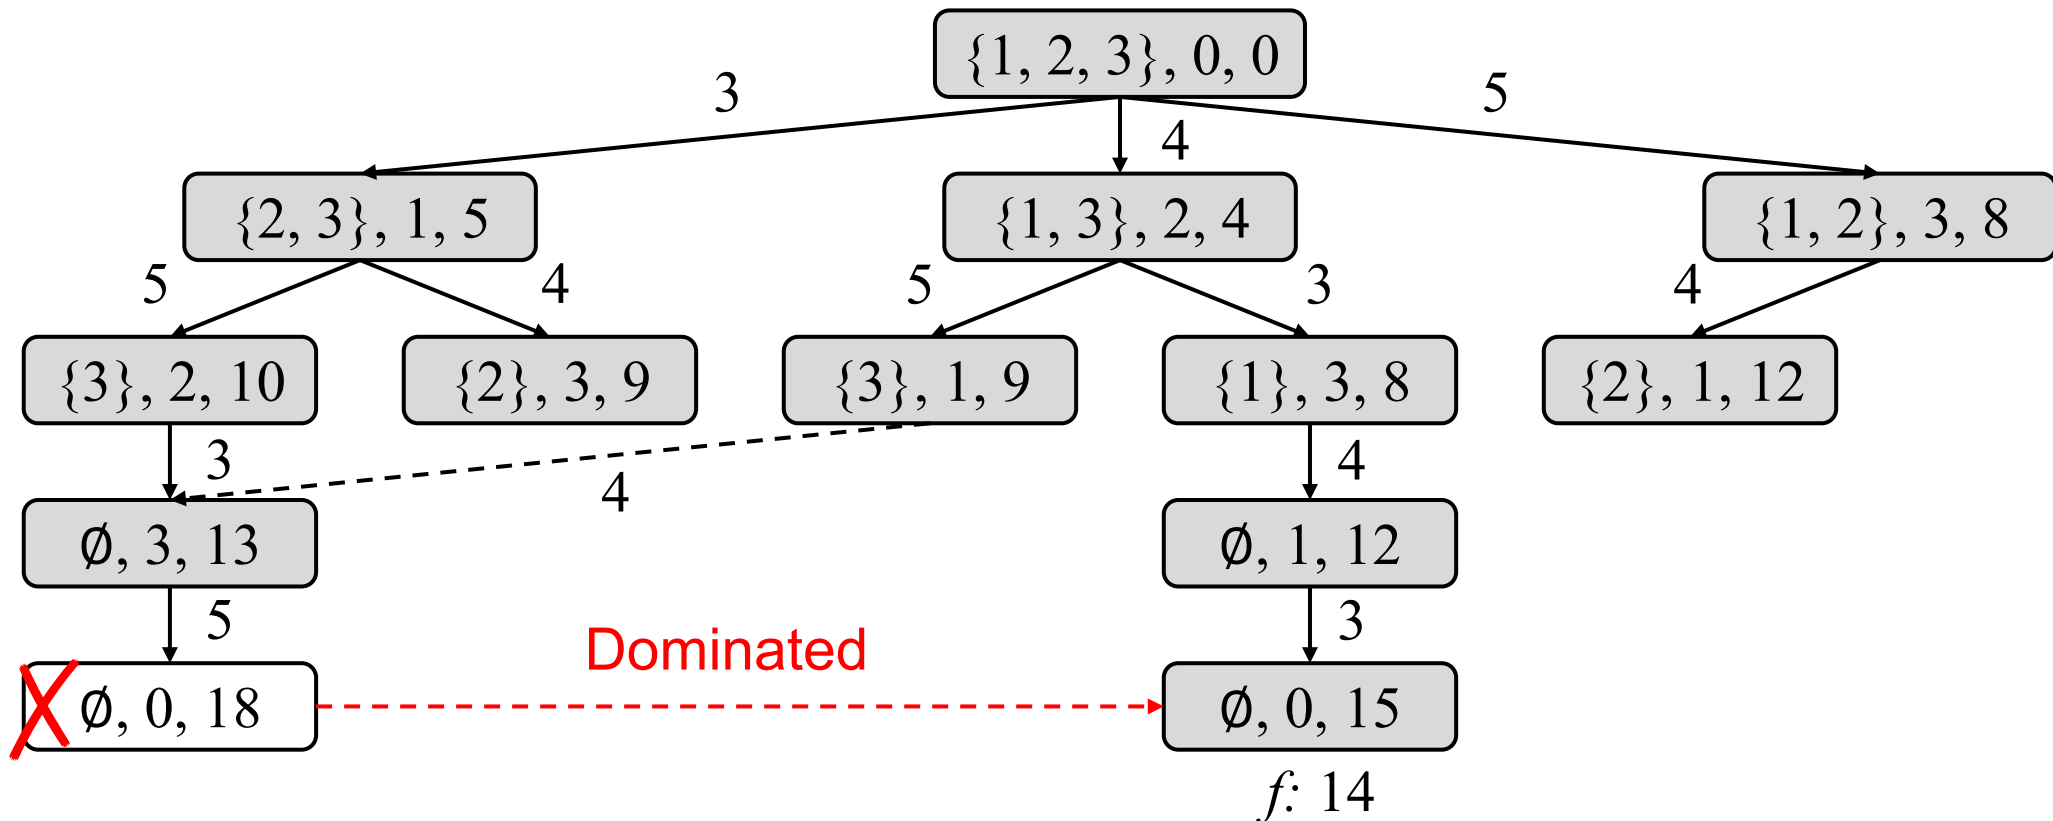 {1, 2, 3}, 0, 0
3
4
5
{2, 3}, 1, 5
{1, 3}, 2, 4
{1, 2}, 3, 8
5
4
5
3
4
{3}, 2, 10
{2}, 3, 9
{3}, 1, 9
{1}, 3, 8
{2}, 1, 12
3
4
4
∅, 3, 13
∅, 1, 12
5
3
Dominated
∅, 0, 18
∅, 0, 15
f: 14